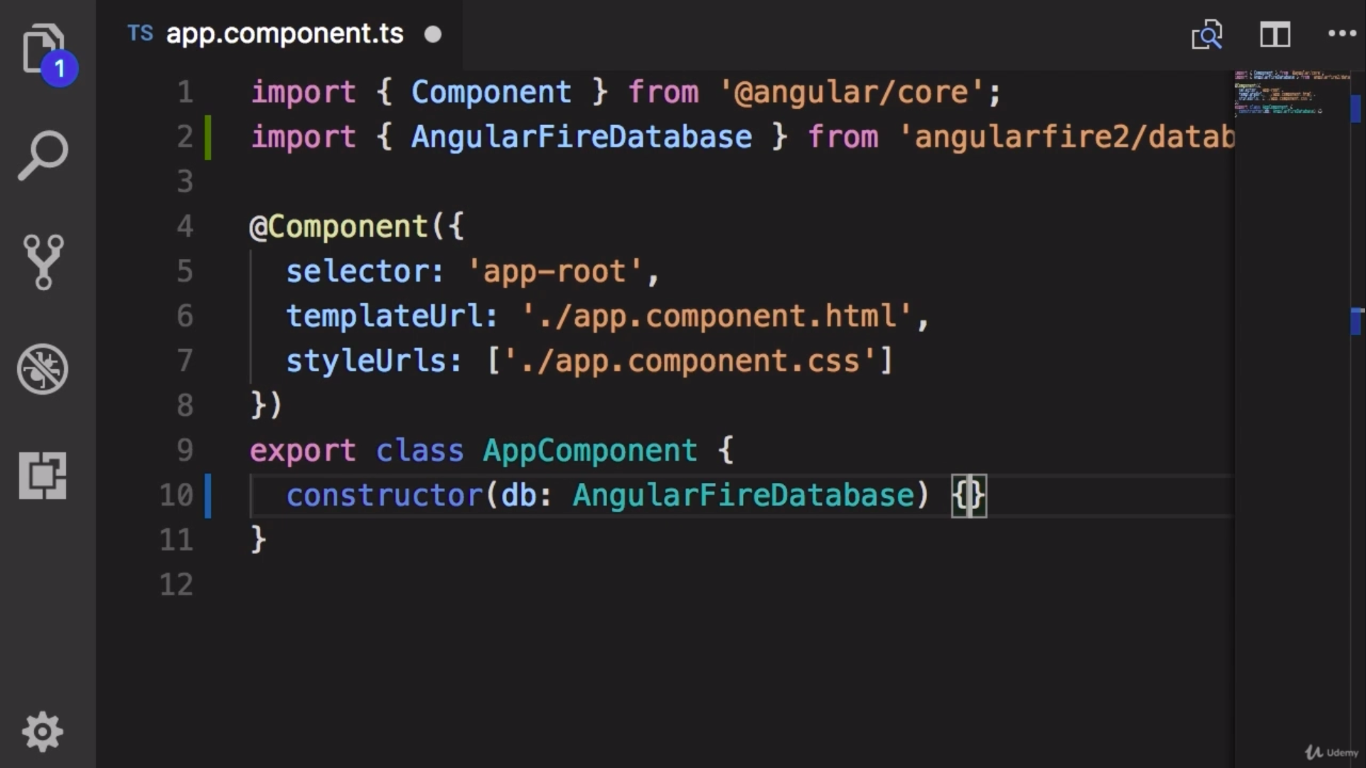 TS app.component.ts
1
1 import { Component } from '@angular/core';
2 import { AngularFireDatabase } from 'angularfire2/datab
3
4 @Component({
5 selector: 'app-root',
6 templateUrl: './app.component.html',
7 styleUrls: ['./app.component.css']
8 })
9 export class AppComponent {
10 constructor(db: AngularFireDatabase) {}
11 }
12
Udemy